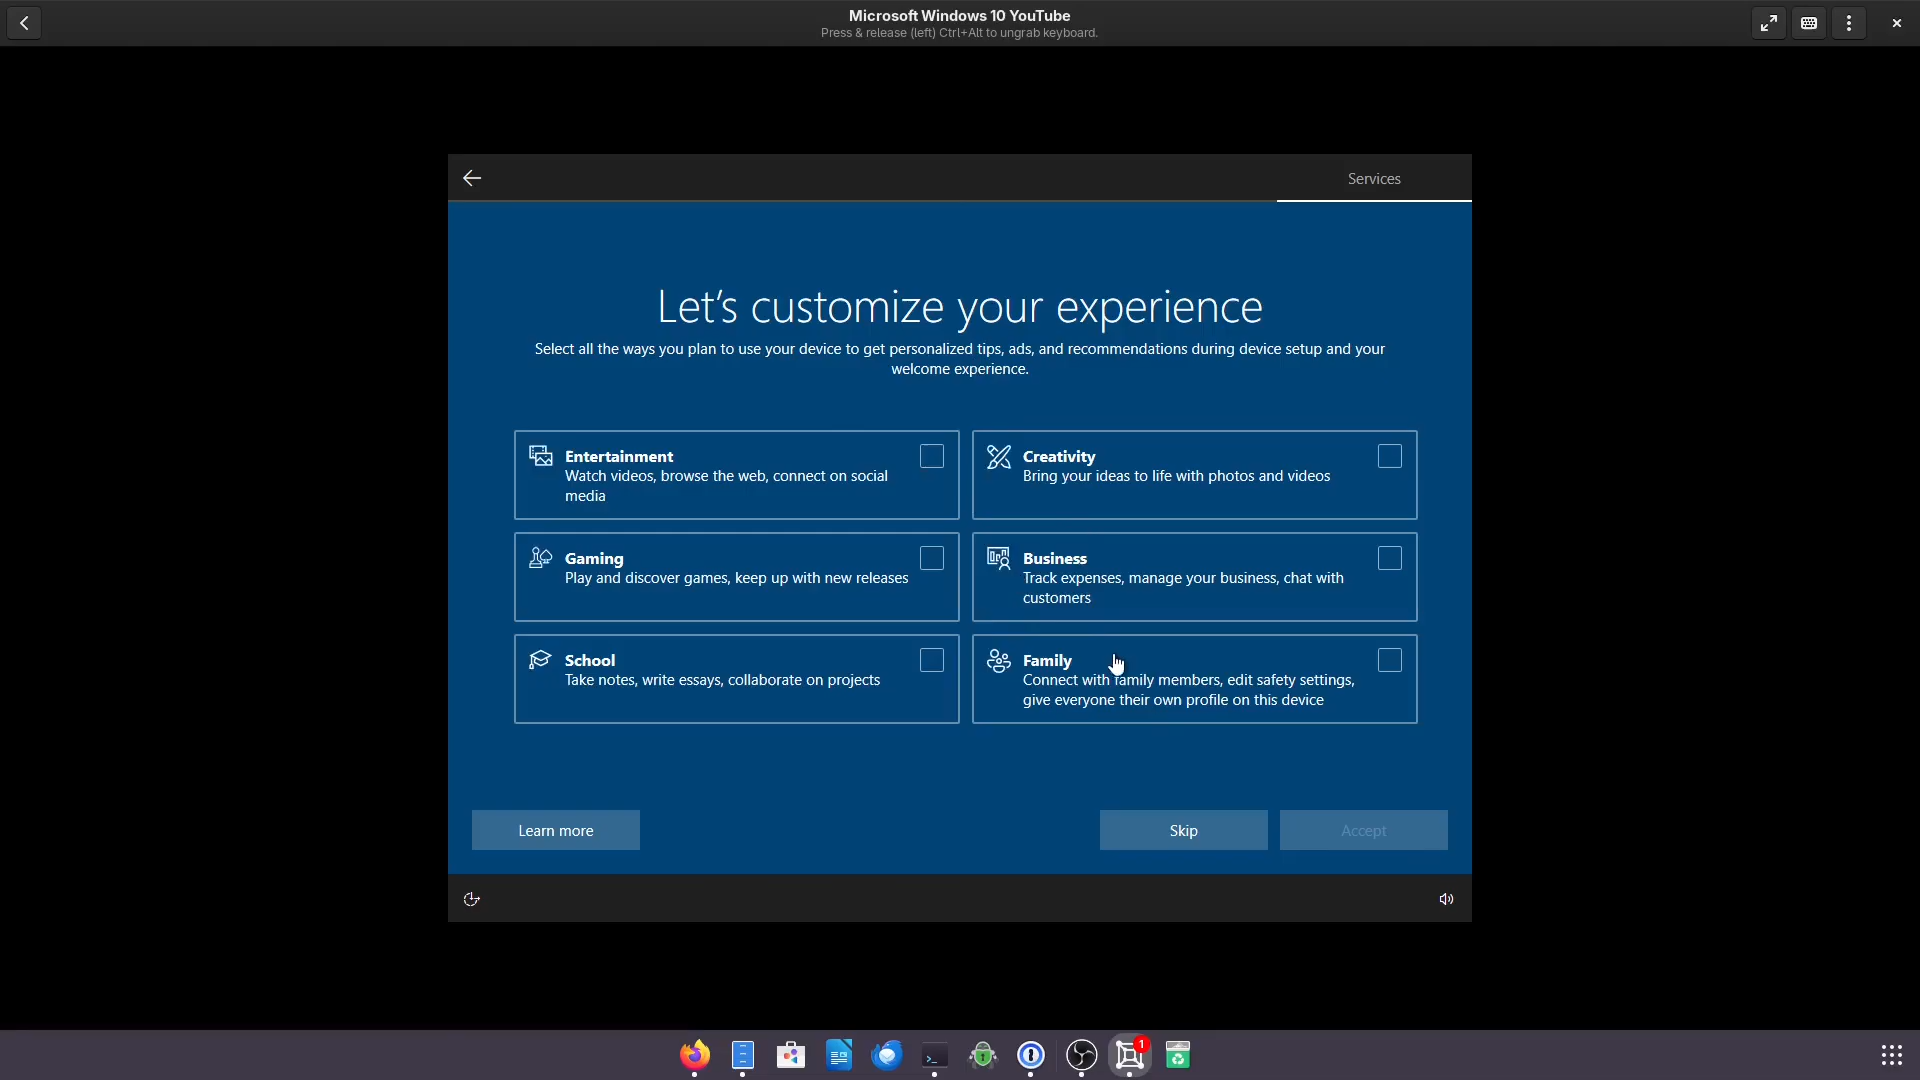 Microsoft Windows 10 YouTube
Press & release (left) Ctrl+Alt to ungrab keyboard.
Services
Let's customize your experience
Select all the ways you plan to use your device to get personalized tips, ads, and recommendations during device setup and your
welcome experience.
Entertainment
Watch videos, browse the web, connect on social
media
Creativity
Bring your ideas to life with photos and videos
Gaming
Play and discover games, keep up with new releases
Business
Track expenses, manage your business, chat with
customers
School
Take notes, write essays, collaborate on projects
Family
Connect with family members, edit safety settings,
give everyone their own profile on this device
Learn more
Skip
Accept
1